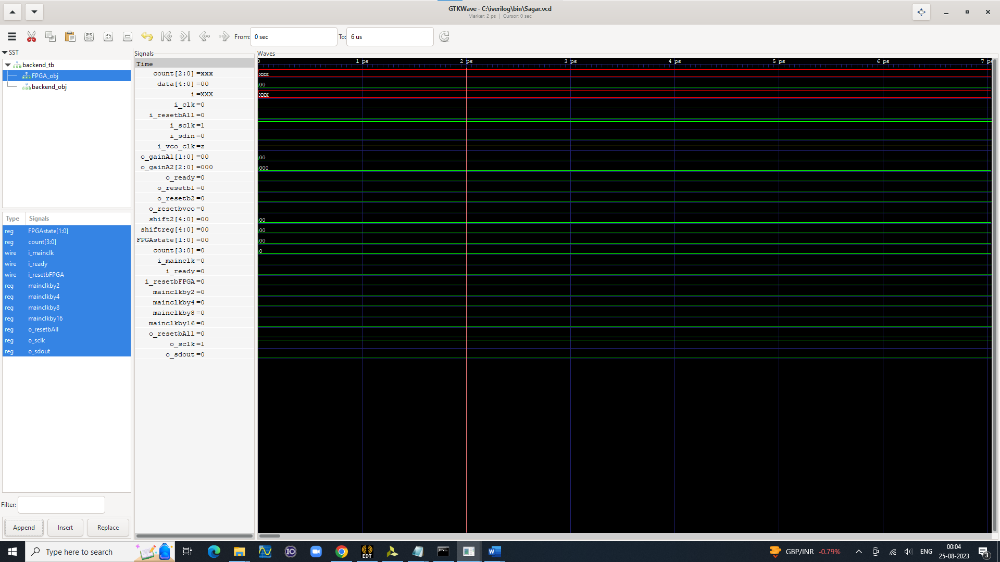 GTKWave - C:\iverilog\bin\Sagar.vcd
Marker: 2 ps | Cursor: 0 sec
From: 0 sec To: 6 us
SST
backend_tb
FPGA_obj
backend_obj
Type Signals
reg FPGAstate[1:0]
reg count[3:0]
wire i_mainclk
wire i_ready
wire i_resetbFPGA
reg mainclkby2
reg mainclkby4
reg mainclkby8
reg mainclkby16
reg o_resetbAll
reg o_sclk
reg o_sdout
Filter:
Append Insert Replace
Signals
Time
count[2:0] =xxx
data[4:0] =00
i =XXX
i_clk =0
i_resetbAll =0
i_sclk =1
i_sdin =0
i_vco_clk =z
o_gainA1[1:0] =00
o_gainA2[2:0] =000
o_ready =0
o_resetb1 =0
o_resetb2 =0
o_resetbvco =0
shift2[4:0] =00
shiftreg[4:0] =00
FPGAstate[1:0] =00
count[3:0] =0
i_mainclk =0
i_ready =0
i_resetbFPGA =0
mainclkby2 =0
mainclkby4 =0
mainclkby8 =0
mainclkby16 =0
o_resetbAll =0
o_sclk =1
o_sdout =0
Waves
0 1 ps 2 ps 3 ps 4 ps 5 ps 6 ps 7 ps
xxx
00
XXX
00
000
00
00
00
0
Type here to search
EDT
GBP/INR -0.79%
ENG
00:04
25-08-2023
3